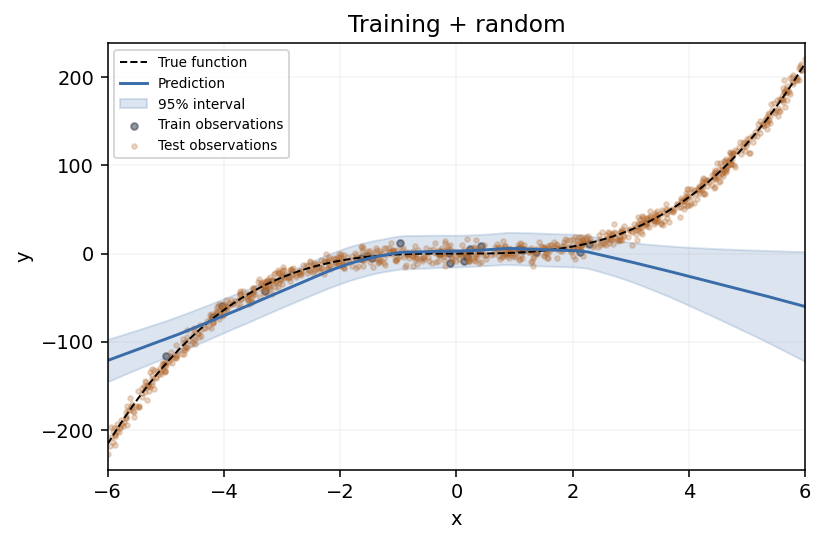 Training + random
True function
Prediction
95% interval
Train observations
Test observations
200
100
0
−100
−200
y
−6
−4
−2
0
2
4
6
x